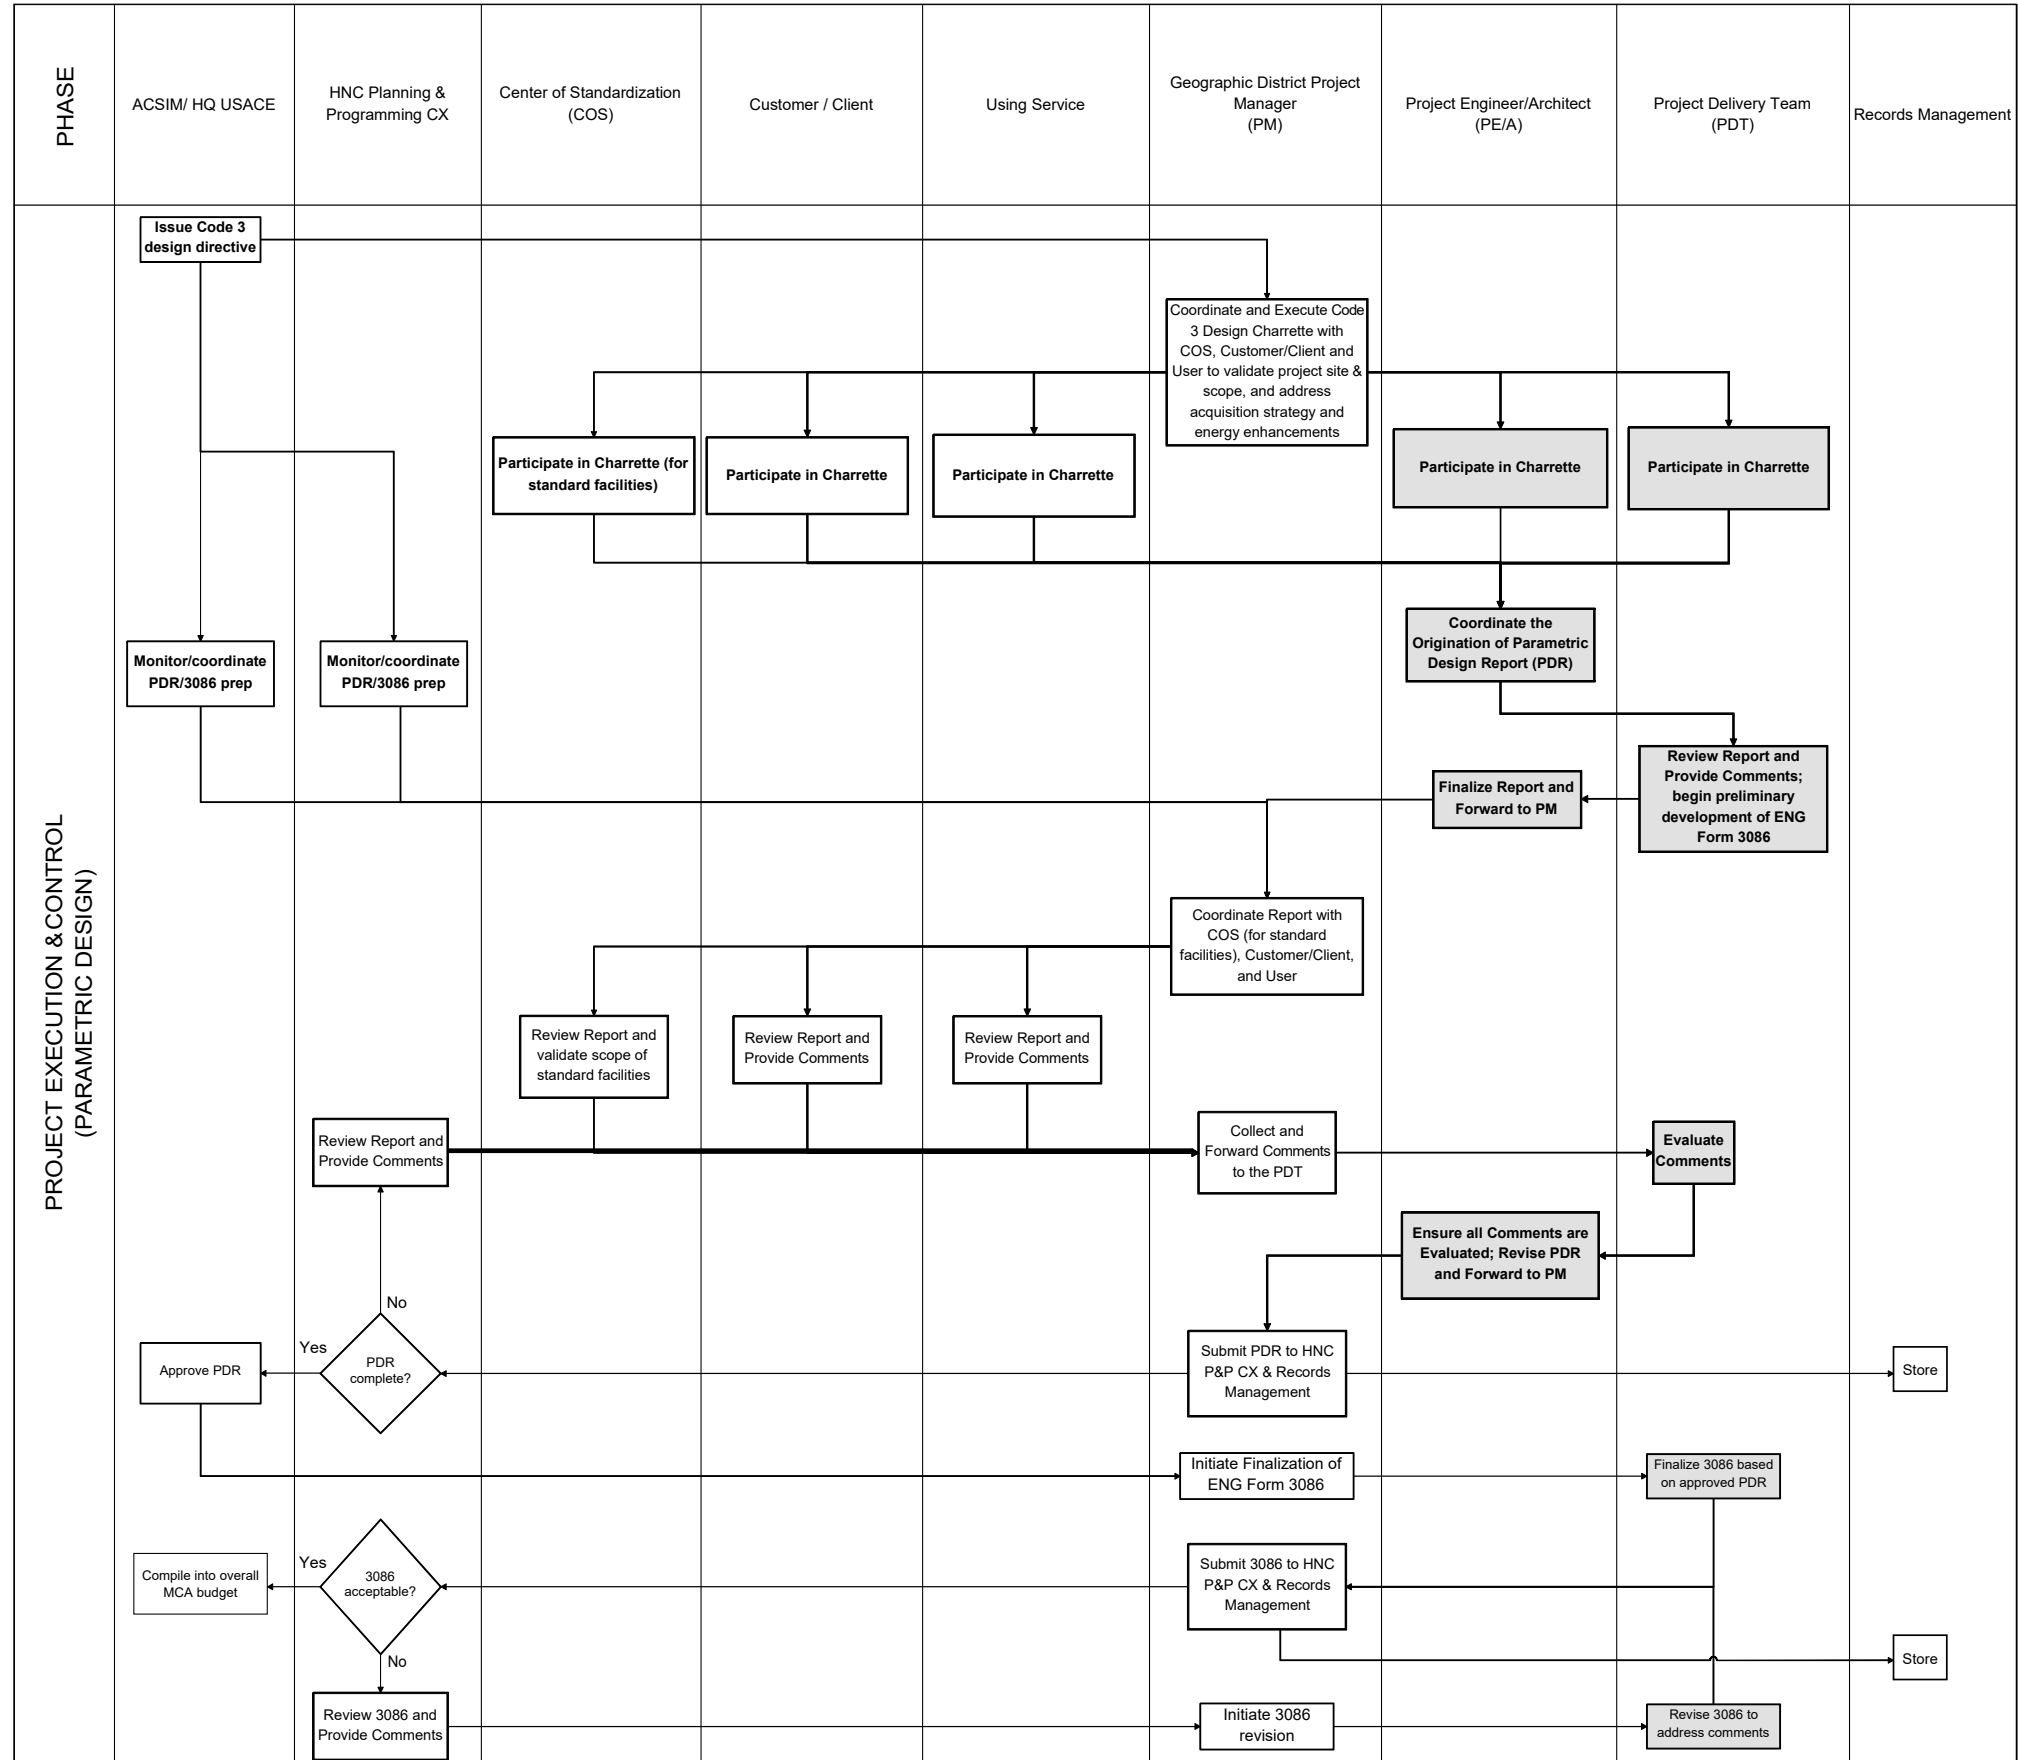 PHASE
ACSIM/ HQ USACE
HNC Planning &
Programming CX
Center of Standardization
(COS)
Customer / Client
Using Service
Geographic District Project
Manager
(PM)
Project Engineer/Architect
(PE/A)
Project Delivery Team
(PDT)
Records Management
PROJECT EXECUTION &CONTROL
(PARAMETRIC DESIGN)
Issue Code 3
design directive
Coordinate and Execute Code
3 Design Charrette with
COS, Customer/Client and
User to validate project site &
scope, and address
acquisition strategy and
energy enhancements
Participate in Charrette (for
standard facilities)
Participate in Charrette
Participate in Charrette
Participate in Charrette
Participate in Charrette
Coordinate the
Origination of Parametric
Design Report (PDR)
Monitor/coordinate
PDR/3086 prep
Monitor/coordinate
PDR/3086 prep
Review Report and
Provide Comments;
begin preliminary
development of ENG
Form 3086
Finalize Report and
Forward to PM
Coordinate Report with
COS (for standard
facilities), Customer/Client,
and User
Review Report and
validate scope of
standard facilities
Review Report and
Provide Comments
Review Report and
Provide Comments
Review Report and
Provide Comments
Collect and
Forward Comments
to the PDT
Evaluate
Comments
Ensure all Comments are
Evaluated; Revise PDR
and Forward to PM
No
Yes
Approve PDR
PDR
complete?
Submit PDR to HNC
P&P CX & Records
Management
Store
Initiate Finalization of
ENG Form 3086
Finalize 3086 based
on approved PDR
Yes
Compile into overall
MCA budget
3086
acceptable?
Submit 3086 to HNC
P&P CX & Records
Management
No
Store
Review 3086 and
Provide Comments
Initiate 3086
revision
Revise 3086 to
address comments